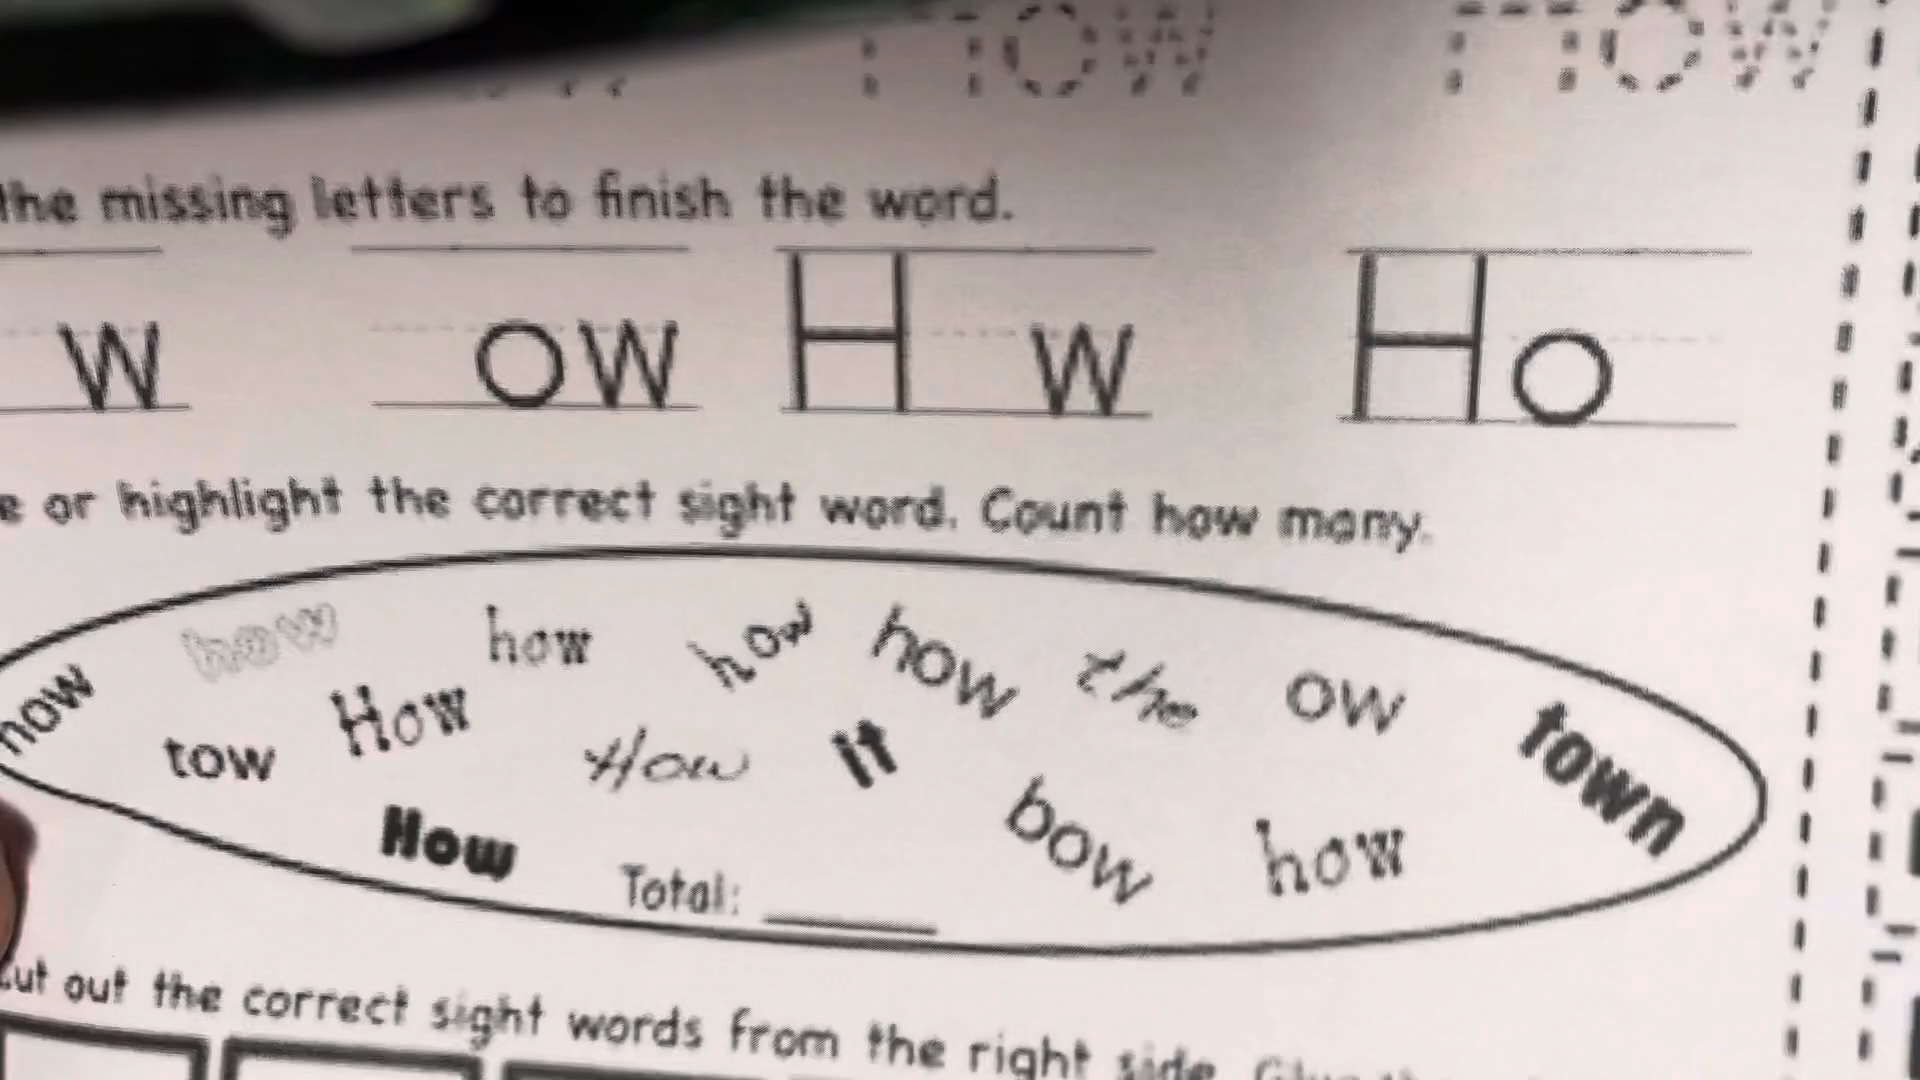 How How
the missing letters to finish the word.
w ow H w Ho
or highlight the correct sight word. Count how many.
how how how how the ow town
how tow How How It bow how
How Total:
out the correct sight words from the right side.